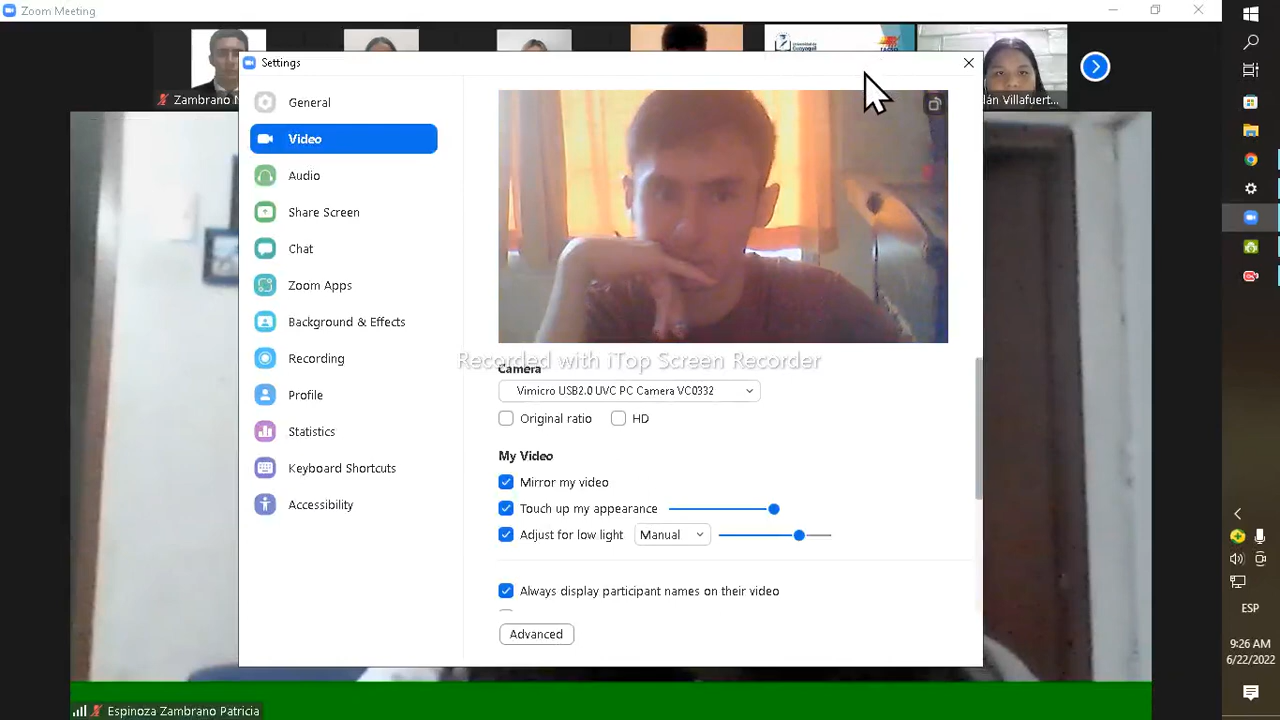 Zoom Meeting
Zambrano
dán Villafuert...
Settings
General
Video
Audio
Share Screen
Chat
Zoom Apps
Background & Effects
Recording
Profile
Statistics
Keyboard Shortcuts
Accessibility
Recorded with iTop Screen Recorder
Camera
Vimicro USB2.0 UVC PC Camera VC0332
Original ratio
HD
My Video
Mirror my video
Touch up my appearance
Adjust for low light
Manual
Always display participant names on their video
Advanced
Espinoza Zambrano Patricia
ESP
9:26 AM
6/22/2022